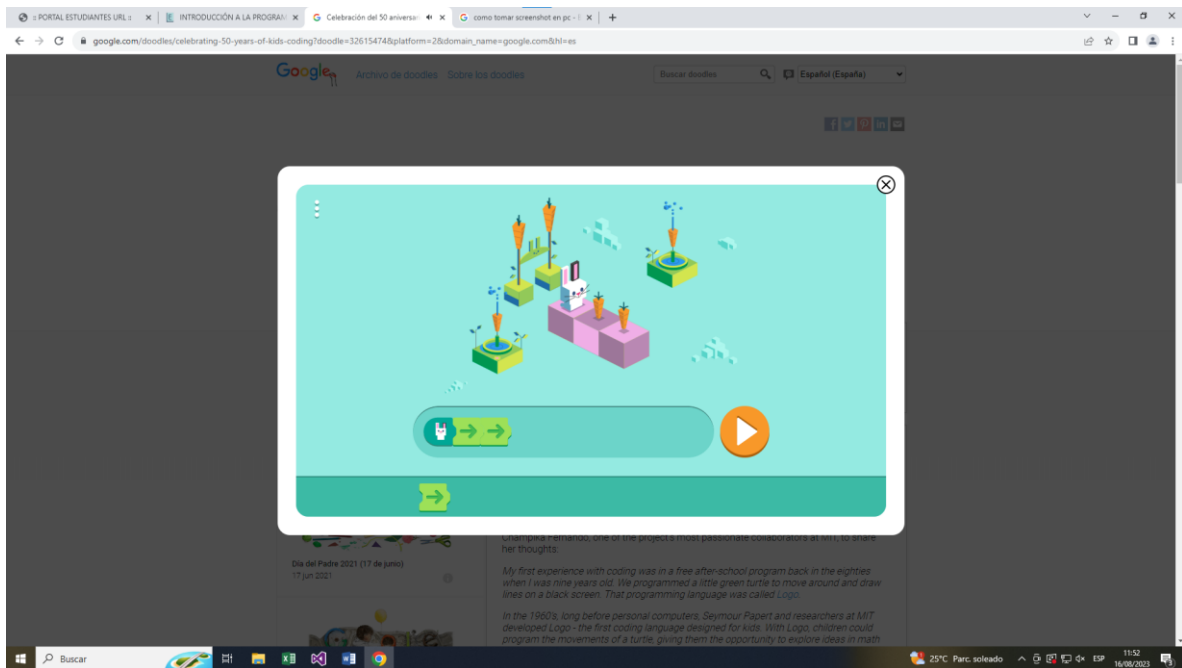 :: PORTAL ESTUDIANTES URL ::
INTRODUCCIÓN A LA PROGRAM
Celebración del 50 aniversar
como tomar screenshot en pc - 
google.com/doodles/celebrating-50-years-of-kids-coding?doodle=32615474&platform=2&domain_name=google.com&hl=es
Google
Archivo de doodles
Sobre los doodles
Buscar doodles
Español (España)
Champika Fernando, one of the project's most passionate collaborators at MIT, to share
her thoughts:
Día del Padre 2021 (17 de junio)
17 jun 2021
My first experience with coding was in a free after-school program back in the eighties
when I was nine years old. We programmed a little green turtle to move around and draw
lines on a black screen. That programming language was called Logo.
In the 1960's, long before personal computers, Seymour Papert and researchers at MIT
developed Logo - the first coding language designed for kids. With Logo, children could
program the movements of a turtle, giving them the opportunity to explore ideas in math
Buscar
25°C Parc. soleado
ESP
11:52
16/08/2023